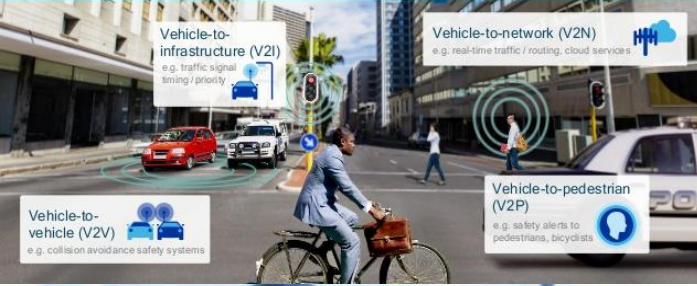 Vehicle-to-
infrastructure (V2I)
e.g. traffic signal
timing / priority
Vehicle-to-network (V2N)
e.g. real-time traffic / routing, cloud services
Vehicle-to-
vehicle (V2V)
e.g. collision avoidance safety systems
Vehicle-to-pedestrian
(V2P)
e.g. safety alerts to
pedestrians, bicyclists